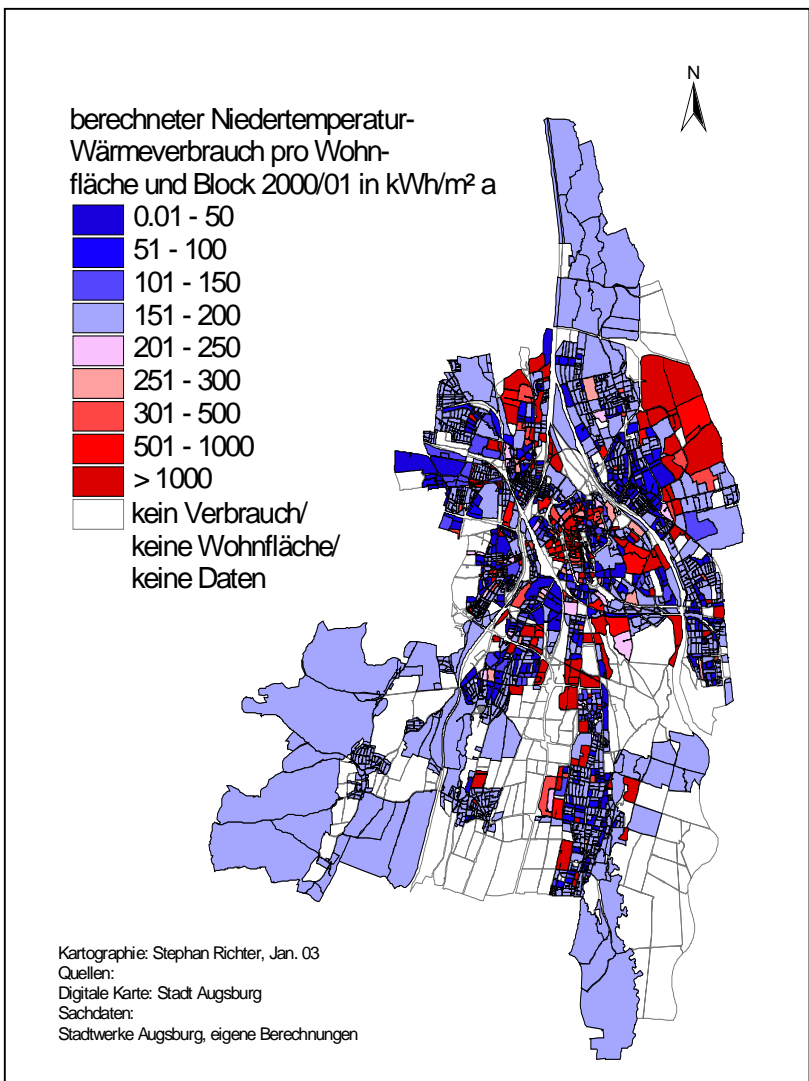 N
berechneter Niedertemperatur-
Wärmeverbrauch pro Wohn-
fläche und Block 2000/01 in kWh/m² a
0.01 - 50
51 - 100
101 - 150
151 - 200
201 - 250
251 - 300
301 - 500
501 - 1000
> 1000
kein Verbrauch/
keine Wohnfläche/
keine Daten
Kartographie: Stephan Richter, Jan. 03
Quellen:
Digitale Karte: Stadt Augsburg
Sachdaten:
Stadtwerke Augsburg, eigene Berechnungen